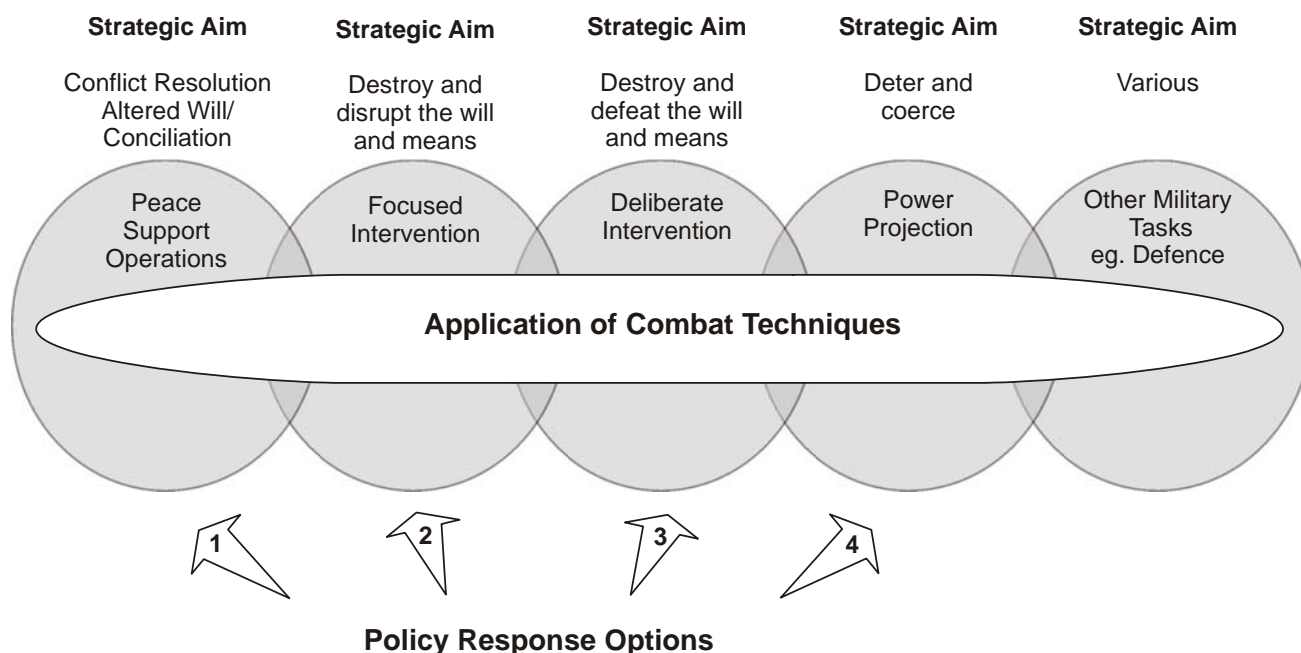 Strategic Aim
Conflict Resolution
Altered Will/
Conciliation
Strategic Aim
Destroy and
disrupt the will
and means
Strategic Aim
Destroy and
defeat the will
and means
Strategic Aim
Deter and
coerce
Strategic Aim
Various
Peace
Support
Operations
Focused
Intervention
Deliberate
Intervention
Power
Projection
Other Military
Tasks
eg. Defence
Application of Combat Techniques
1
2
3
4
Policy Response Options